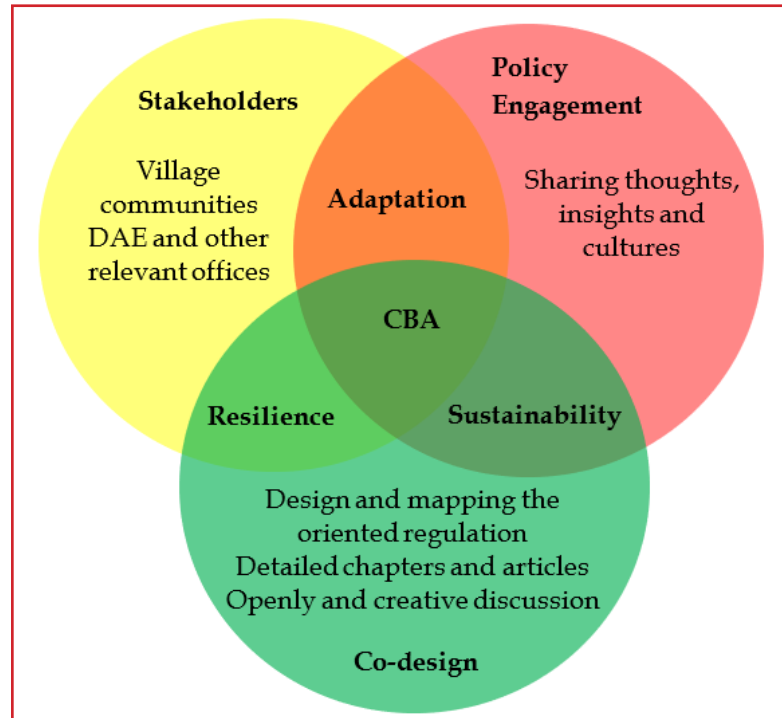 Stakeholders
Village
communities
DAE and other
relevant offices
Policy
Engagement
Sharing thoughts,
insights and
cultures
Adaptation
CBA
Resilience
Sustainability
Design and mapping the
oriented regulation
Detailed chapters and articles
Openly and creative discussion
Co-design